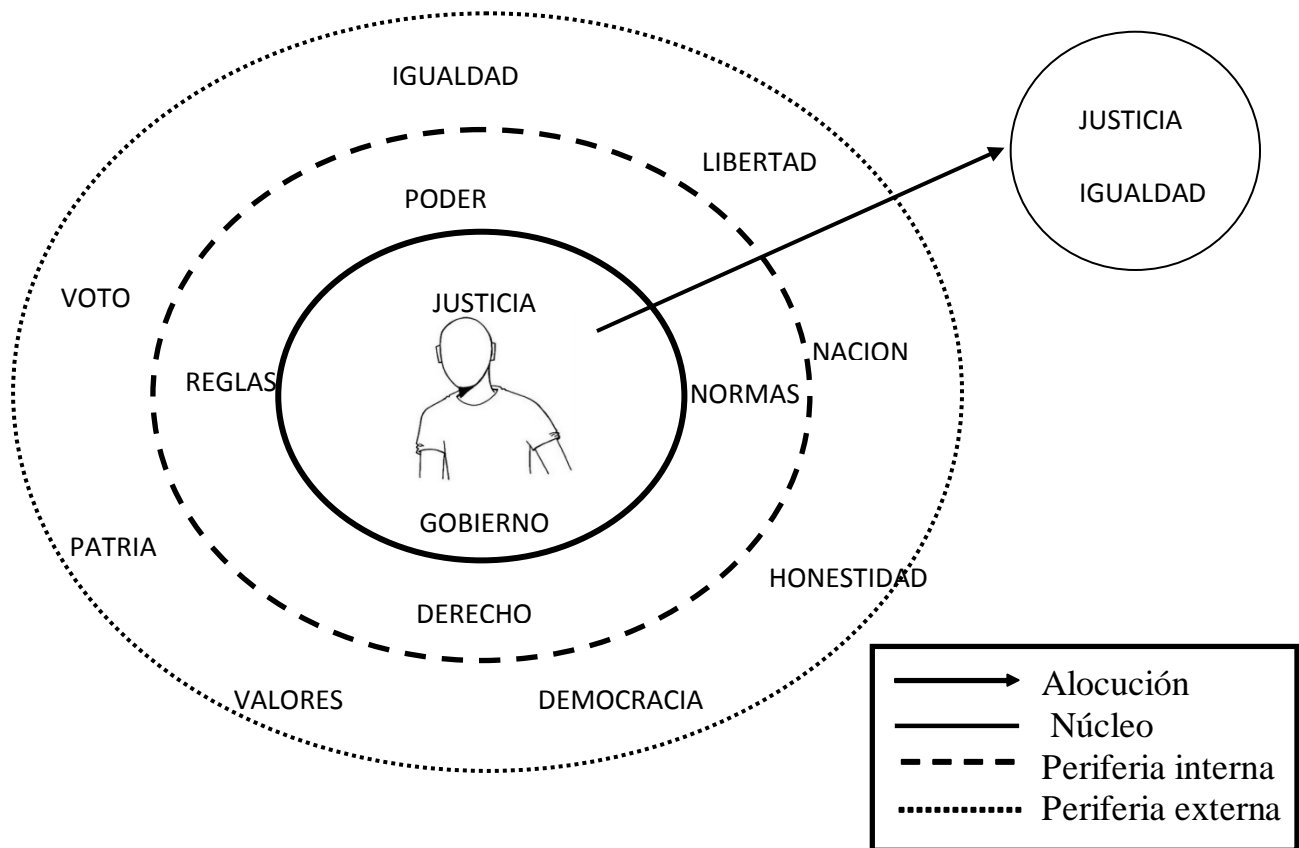 IGUALDAD
JUSTICIA
LIBERTAD
IGUALDAD
PODER
VOTO
JUSTICIA
NACION
REGLAS
NORMAS
GOBIERNO
PATRIA
HONESTIDAD
DERECHO
VALORES
DEMOCRACIA
Alocución
Núcleo
Periferia interna
Periferia externa